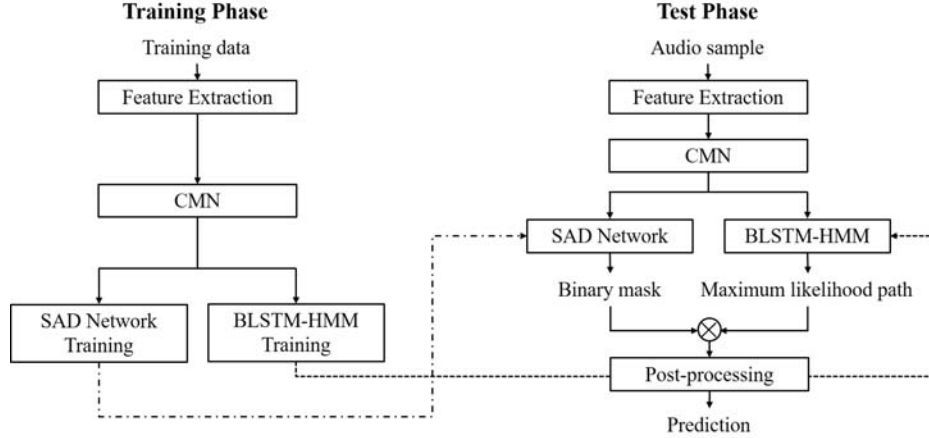 Training Phase
Training data
Feature Extraction
CMN
SAD Network
Training
BLSTM-HMM
Training
Test Phase
Audio sample
Feature Extraction
CMN
SAD Network
BLSTM-HMM
Binary mask
Maximum likelihood path
Post-processing
Prediction